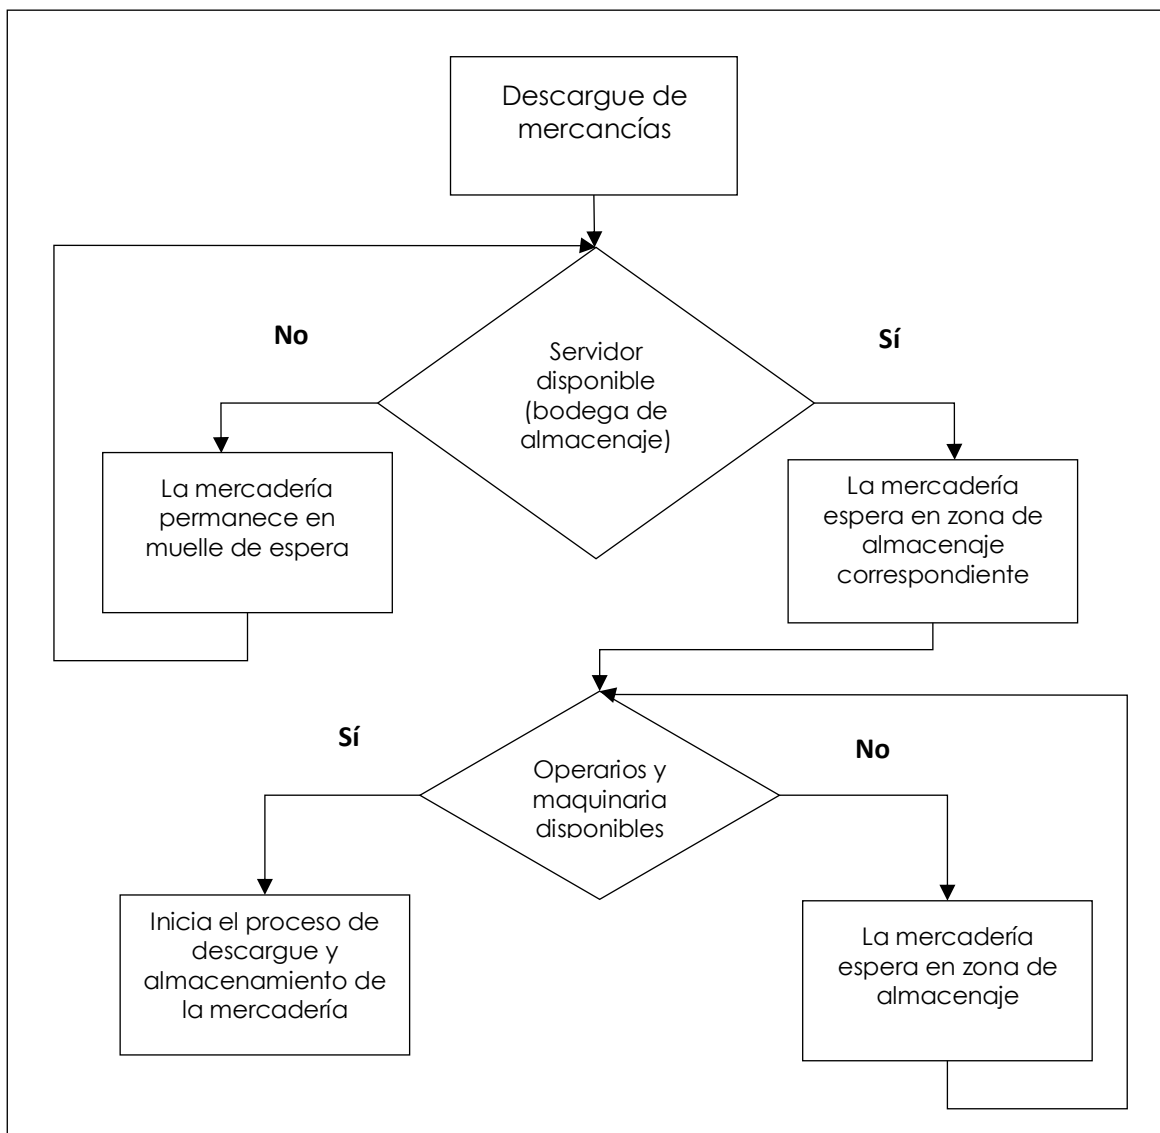 Descargue de
mercancías
No
Sí
Servidor
disponible
(bodega de
almacenaje)
La mercadería
permanece en
muelle de espera
La mercadería
espera en zona de
almacenaje
correspondiente
Sí
No
Operarios y
maquinaria
disponibles
Inicia el proceso de
descargue y
almacenamiento de
la mercadería
La mercadería
espera en zona de
almacenaje